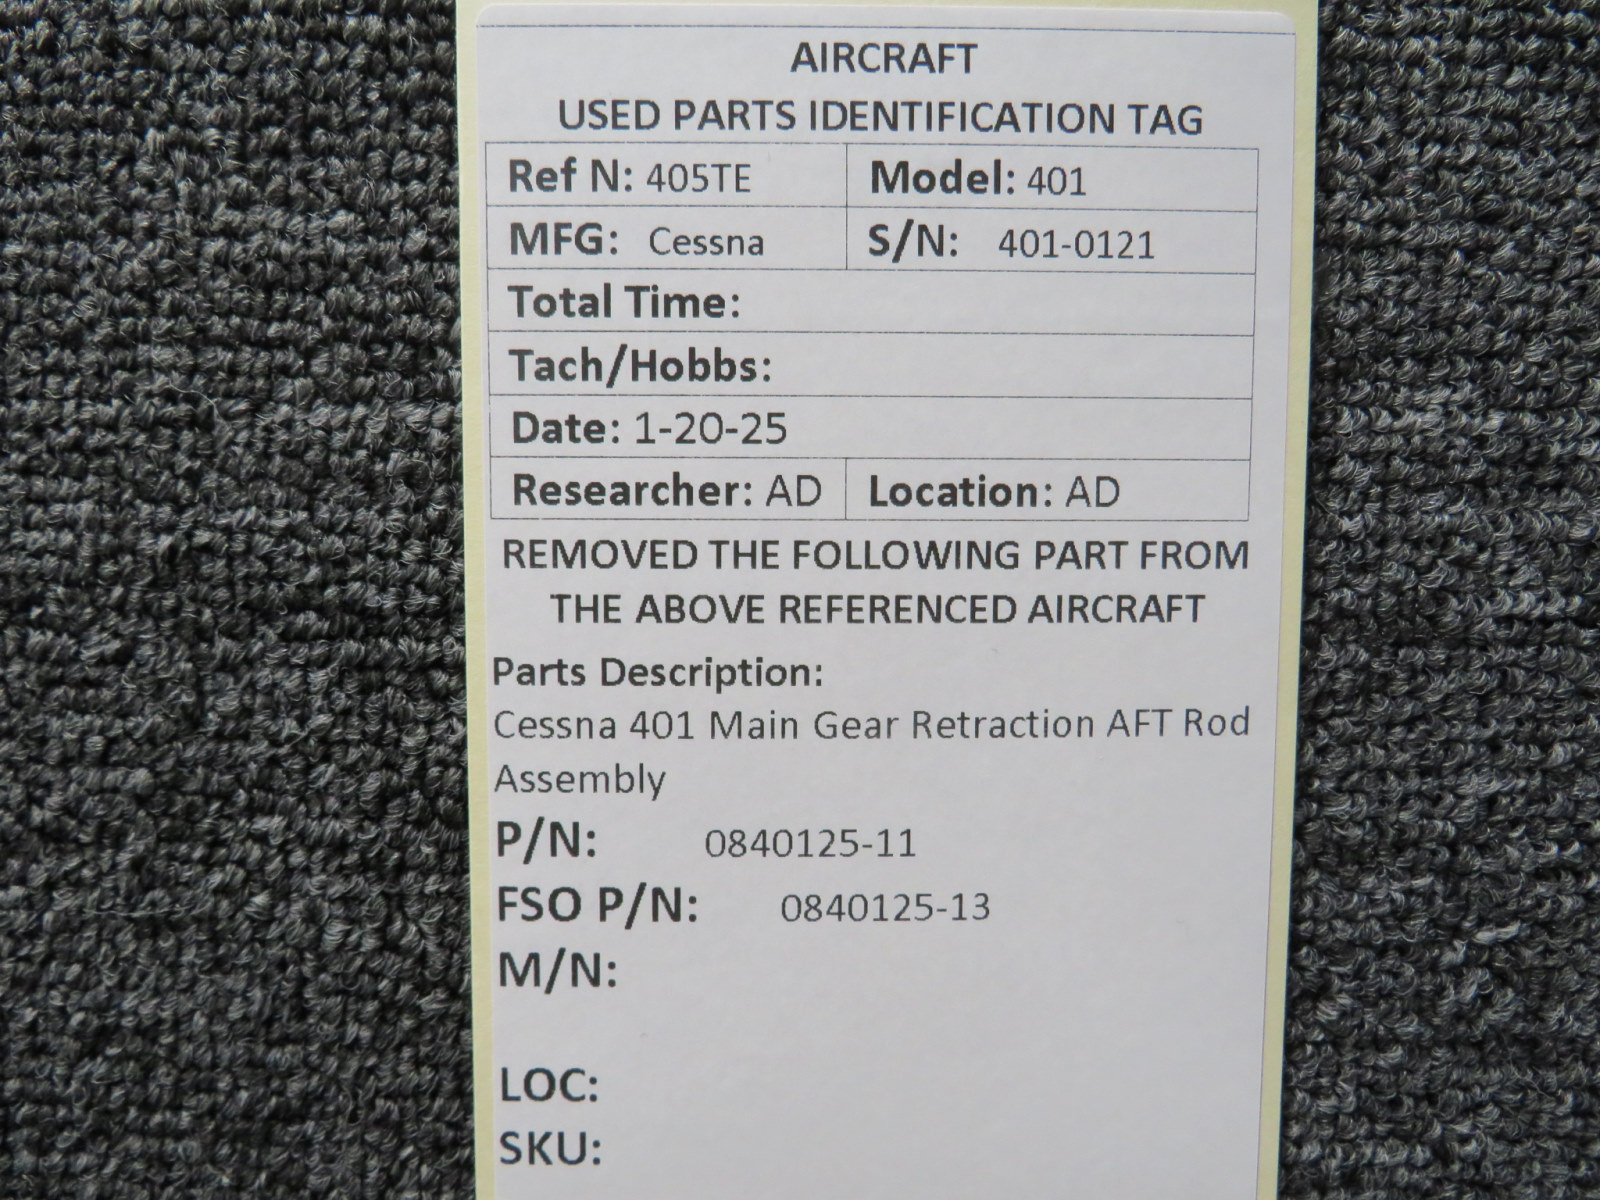 AIRCRAFT
USED PARTS IDENTIFICATION TAG
Ref N: 405TE Model: 401
MFG: Cessna S/N: 401-0121
Total Time:
Tach/Hobbs:
Date: 1-20-25
Researcher: AD Location: AD
REMOVED THE FOLLOWING PART FROM
THE ABOVE REFERENCED AIRCRAFT
Parts Description:
Cessna 401 Main Gear Retraction AFT Rod
Assembly
P/N: 0840125-11
FSO P/N: 0840125-13
M/N:
LOC:
SKU: